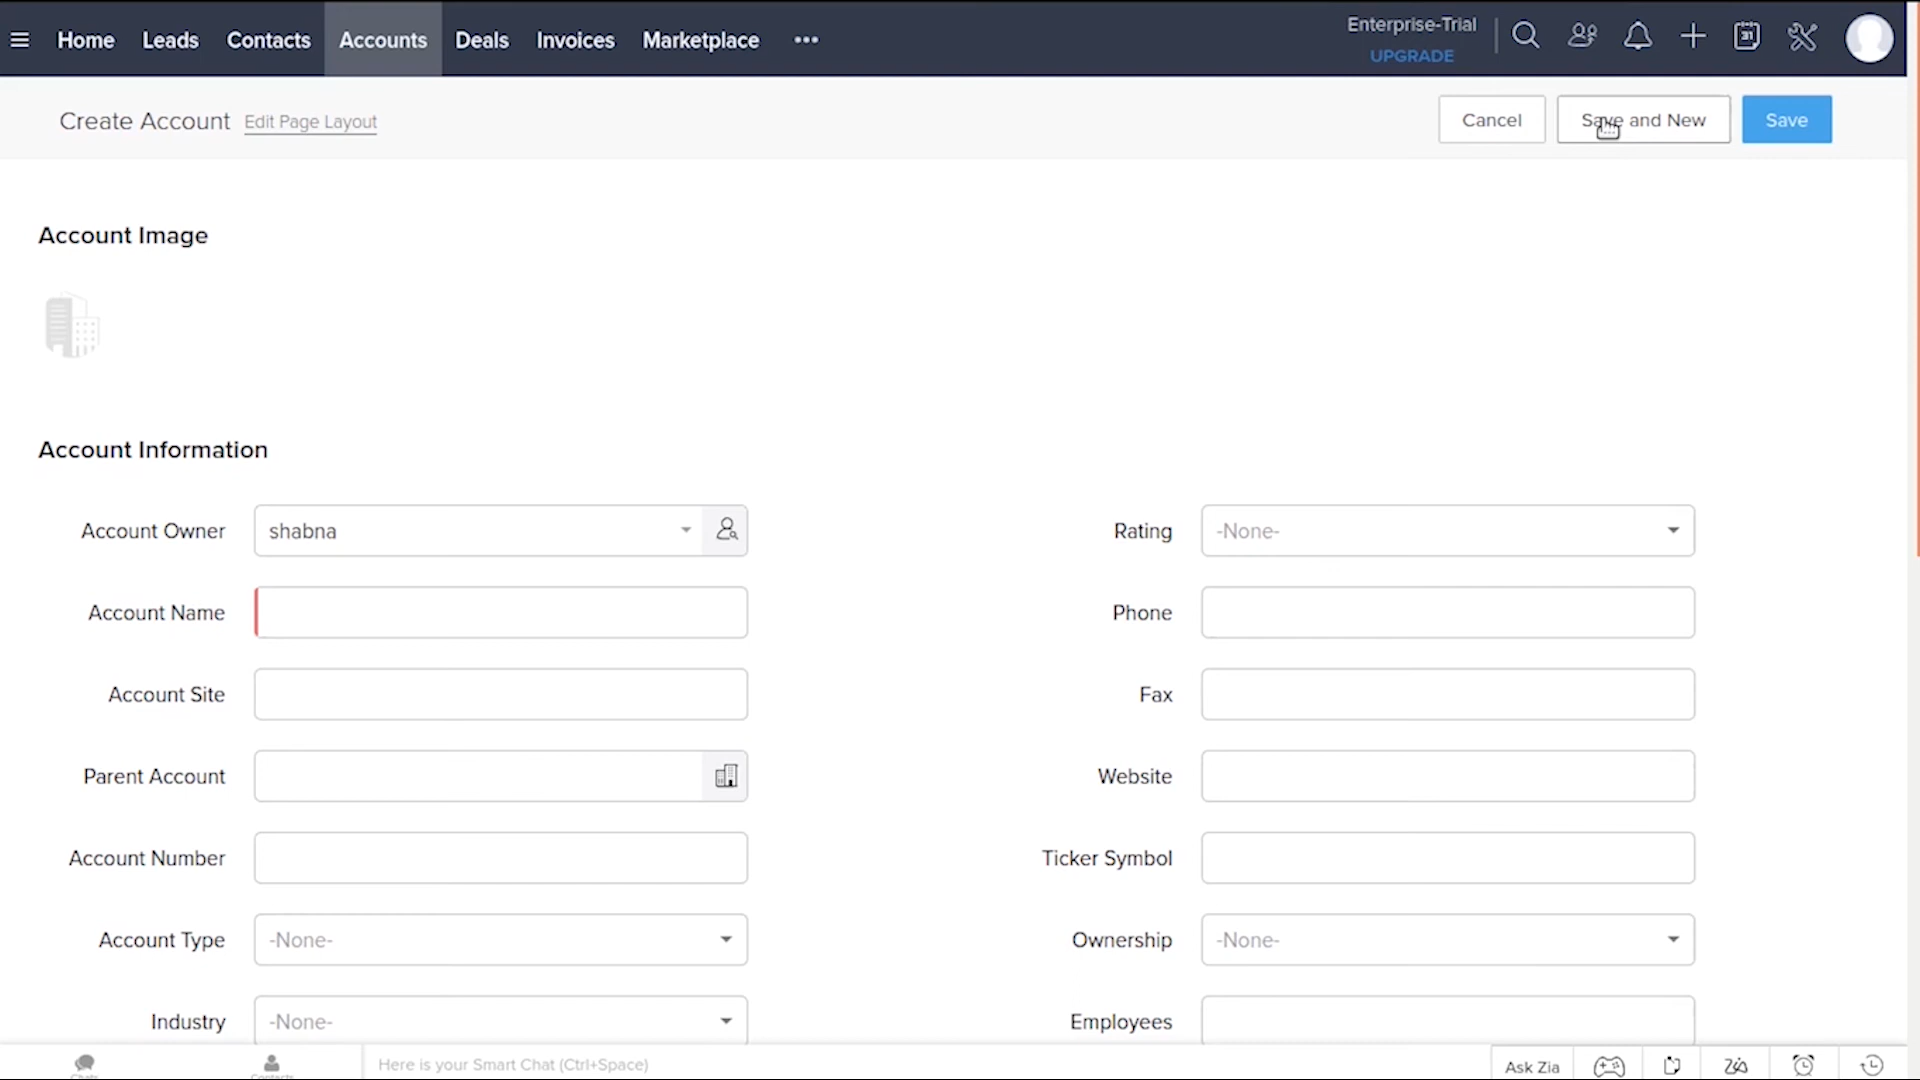 Home Leads Contacts Accounts Deals Invoices Marketplace •••
Enterprise-Trial
UPGRADE
31
Create Account Edit Page Layout
Cancel Save and New Save
Account Image
Account Information
Account Owner shabna Rating -None-
Account Name Phone
Account Site Fax
Parent Account Website
Account Number Ticker Symbol
Account Type -None- Ownership -None-
Industry -None- Employees
Chats Contacts Here is your Smart Chat (Ctrl+Space) Ask Zia